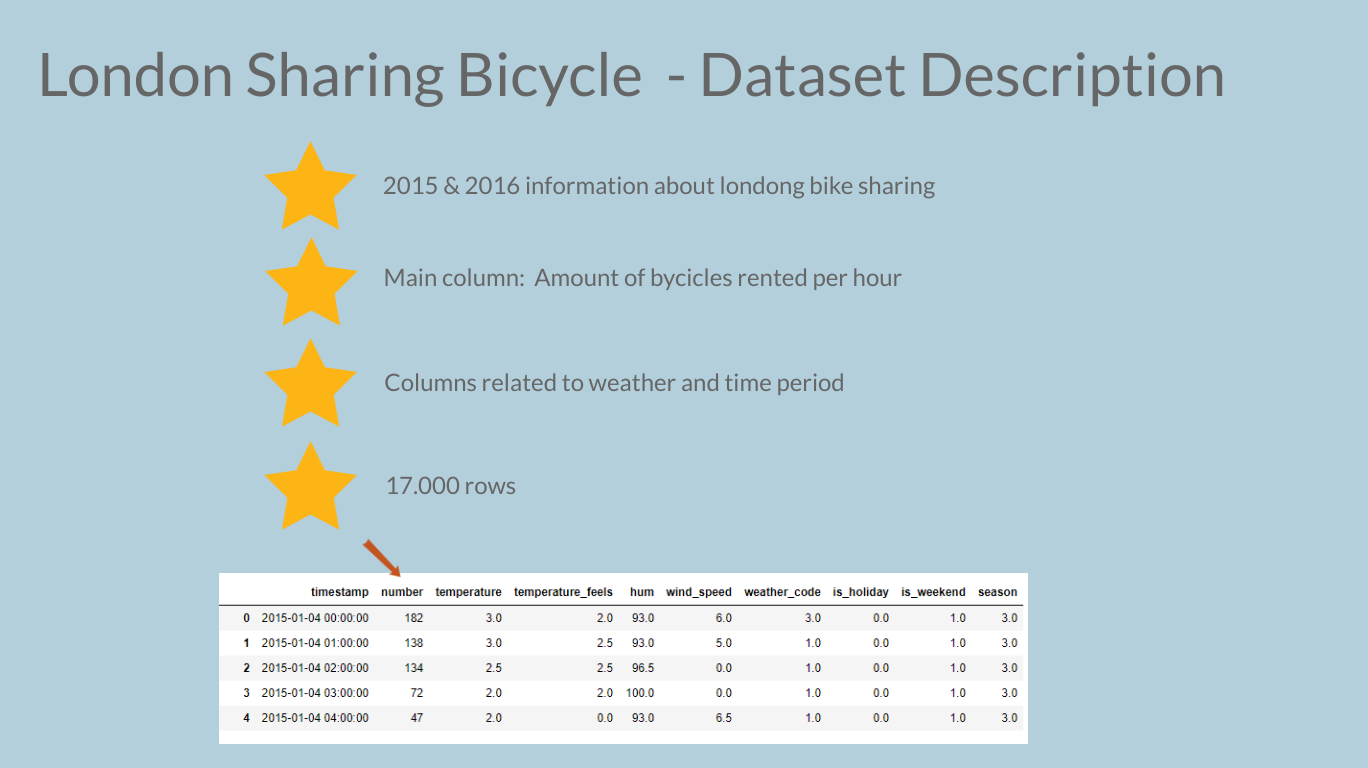 London Sharing Bicycle - Dataset Description
2015 & 2016 information about londong bike sharing
Main column: Amount of bycicles rented per hour
Columns related to weather and time period
17.000 rows
timestamp number temperature temperature_feels hum wind_speed weather_code is_holiday is_weekend season
0 2015-01-04 00:00:00 182 3.0 2.0 93.0 6.0 3.0 0.0 1.0 3.0
1 2015-01-04 01:00:00 138 3.0 2.5 93.0 5.0 1.0 0.0 1.0 3.0
2 2015-01-04 02:00:00 134 2.5 2.5 96.5 0.0 1.0 0.0 1.0 3.0
3 2015-01-04 03:00:00 72 2.0 2.0 100.0 0.0 1.0 0.0 1.0 3.0
4 2015-01-04 04:00:00 47 2.0 0.0 93.0 6.5 1.0 0.0 1.0 3.0